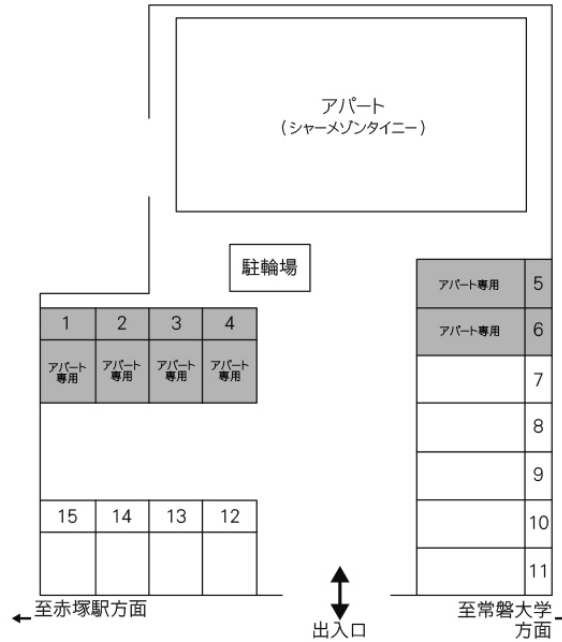 アパート
（シャーメゾンタイニー）
駐輪場
アパート専用 5
アパート専用 6
1 2 3 4
アパート専用 アパート専用 アパート専用 アパート専用
7
8
9
10
11
15 14 13 12
至赤塚駅方面
出入口
至常磐大学
方面